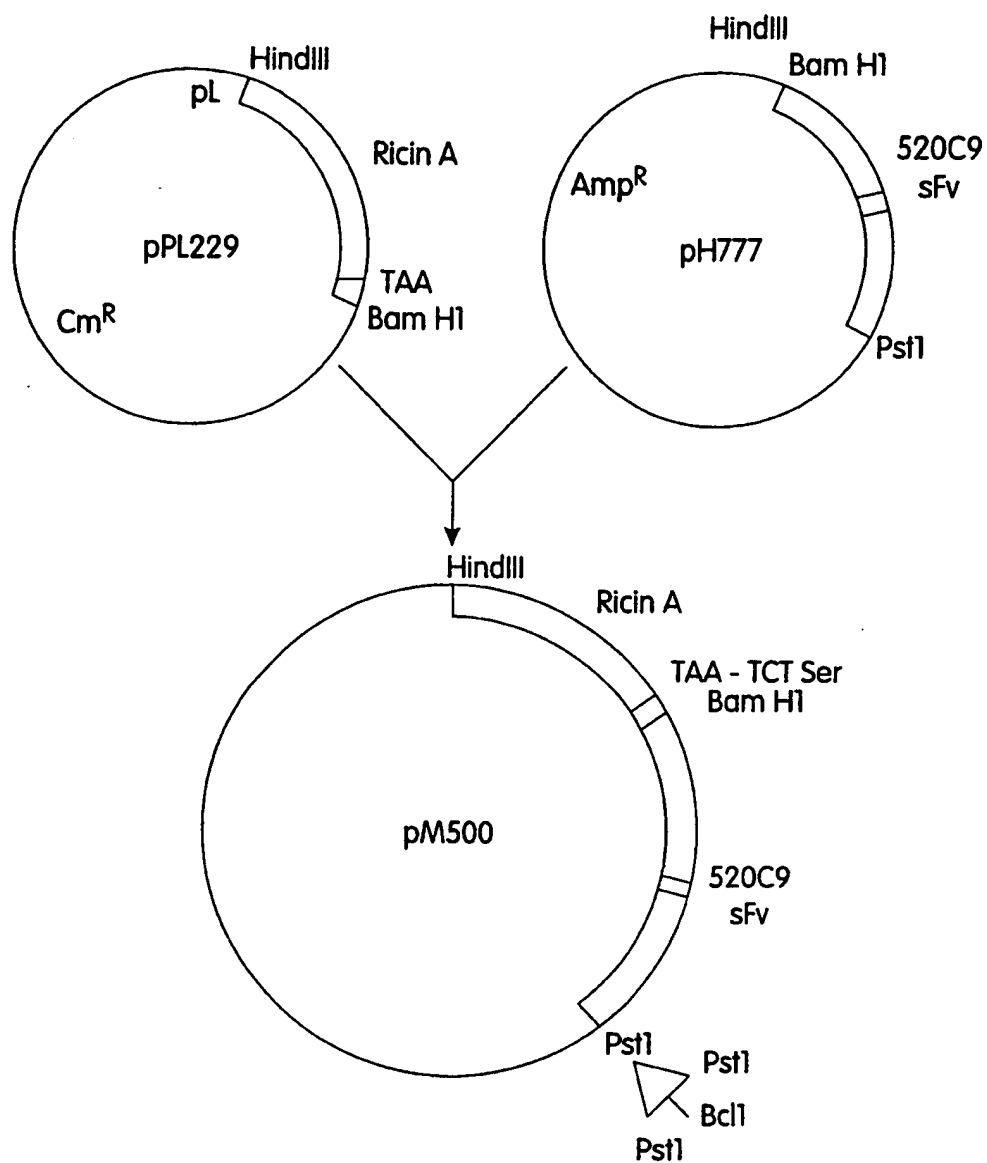 HindIII
pL
Ricin A
pPL229
TAA
Bam H1
CmR
HindIII
Bam H1
520C9
sFv
AmpR
pH777
Pst1
HindIII
Ricin A
TAA - TCT Ser
Bam H1
pM500
520C9
sFv
Pst1
Pst1
Bcl1
Pst1